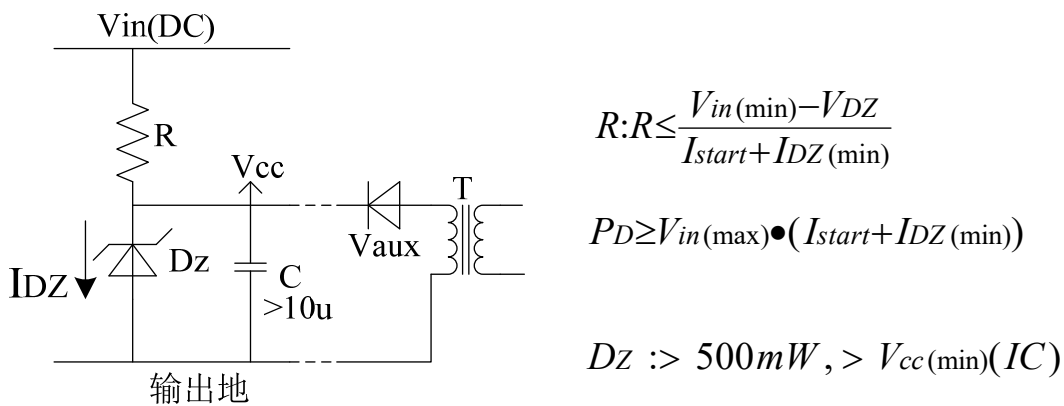 Vin(DC)
R
Vcc
T
Vaux
Dz
IDZ
C
>10u
输出地
R:R≤(Vin(min)−VDZ)/(Istart+IDZ(min))
PD≥Vin(max)●(Istart+IDZ(min))
DZ :> 500mW, > Vcc(min)(IC)